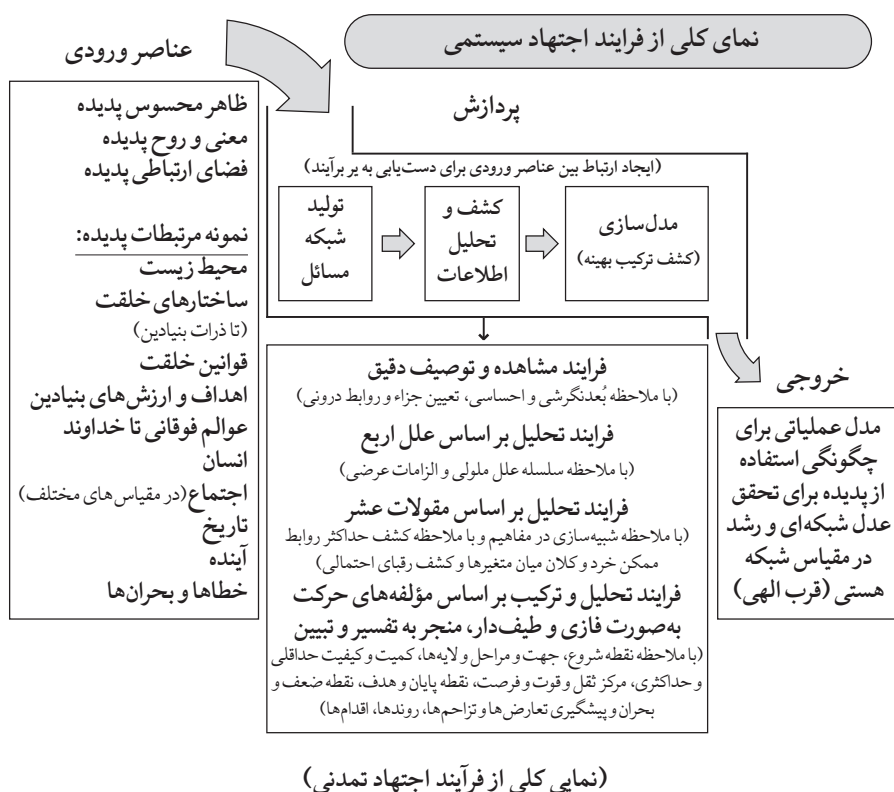 نمای کلی از فرایند اجتهاد سیستمی
عناصر ورودی
ظاهر محسوس پدیده
معنی و روح پدیده
فضای ارتباطی پدیده
نمونه مرتبطات پدیده:
محیط زیست
ساختارهای خلقت
(تا ذرات بنیادین)
قوانین خلقت
اهداف و ارزش‌های بنیادین
عوالم فوقانی تا خداوند
انسان
اجتماع (در مقیاس‌های مختلف)
تاریخ
آینده
خطاها و بحران‌ها
پردازش
(ایجاد ارتباط بین عناصر ورودی برای دست‌یابی به یر برآیند)
تولید
شبکه
مسائل
کشف و
تحلیل
اطلاعات
مدل‌سازی
(کشف ترکیب بهینه)
فرایند مشاهده و توصیف دقیق
(با ملاحظه بُعدنگرشی و احساسی، تعیین جزاء و روابط درونی)
فرایند تحلیل بر اساس علل اربع
(با ملاحظه سلسله علل ملولی و الزامات عرضی)
فرایند تحلیل بر اساس مقولات عشر
(با ملاحظه شبیه‌سازی در مفاهیم و با ملاحظه کشف حداکثر روابط
ممکن خرد و کلان میان متغیرها و کشف رقبای احتمالی)
فرایند تحلیل و ترکیب بر اساس مؤلفه‌های حرکت
به‌صورت فازی و طیف‌دار، منجر به تفسیر و تبیین
(با ملاحظه نقطه شروع، جهت و مراحل و لایه‌ها، کمیت و کیفیت حداقلی
و حداکثری، مرکز ثقل و قوت و فرصت، نقطه پایان و هدف، نقطه ضعف و
بحران و پیشگیری تعارض‌ها و تزاحم‌ها، روندها، اقدام‌ها)
خروجی
مدل عملیاتی برای
چگونگی استفاده
از پدیده برای تحقق
عدل شبکه‌ای و رشد
در مقیاس شبکه
هستی (قرب الهی)
(نمایی کلی از فرآیند اجتهاد تمدنی)